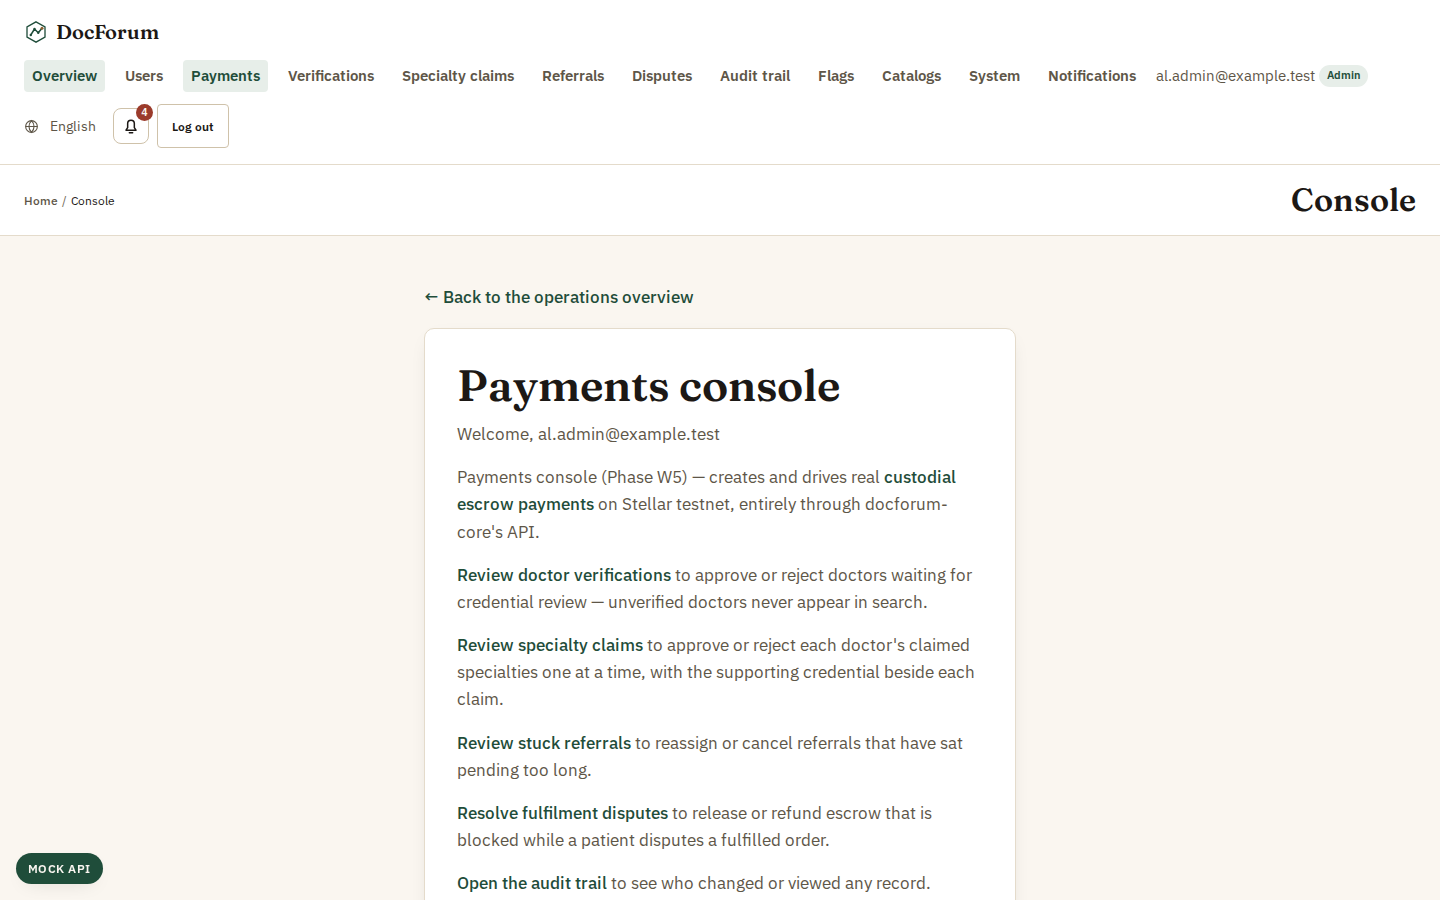 DocForum
Overview Users Payments Verifications Specialty claims Referrals Disputes Audit trail Flags Catalogs System Notifications al.admin@example.test Admin
English 4 Log out
Home / Console
Console
← Back to the operations overview
Payments console
Welcome, al.admin@example.test
Payments console (Phase W5) — creates and drives real custodial
escrow payments on Stellar testnet, entirely through docforum-
core's API.
Review doctor verifications to approve or reject doctors waiting for
credential review — unverified doctors never appear in search.
Review specialty claims to approve or reject each doctor's claimed
specialties one at a time, with the supporting credential beside each
claim.
Review stuck referrals to reassign or cancel referrals that have sat
pending too long.
Resolve fulfilment disputes to release or refund escrow that is
blocked while a patient disputes a fulfilled order.
Open the audit trail to see who changed or viewed any record.
MOCK API